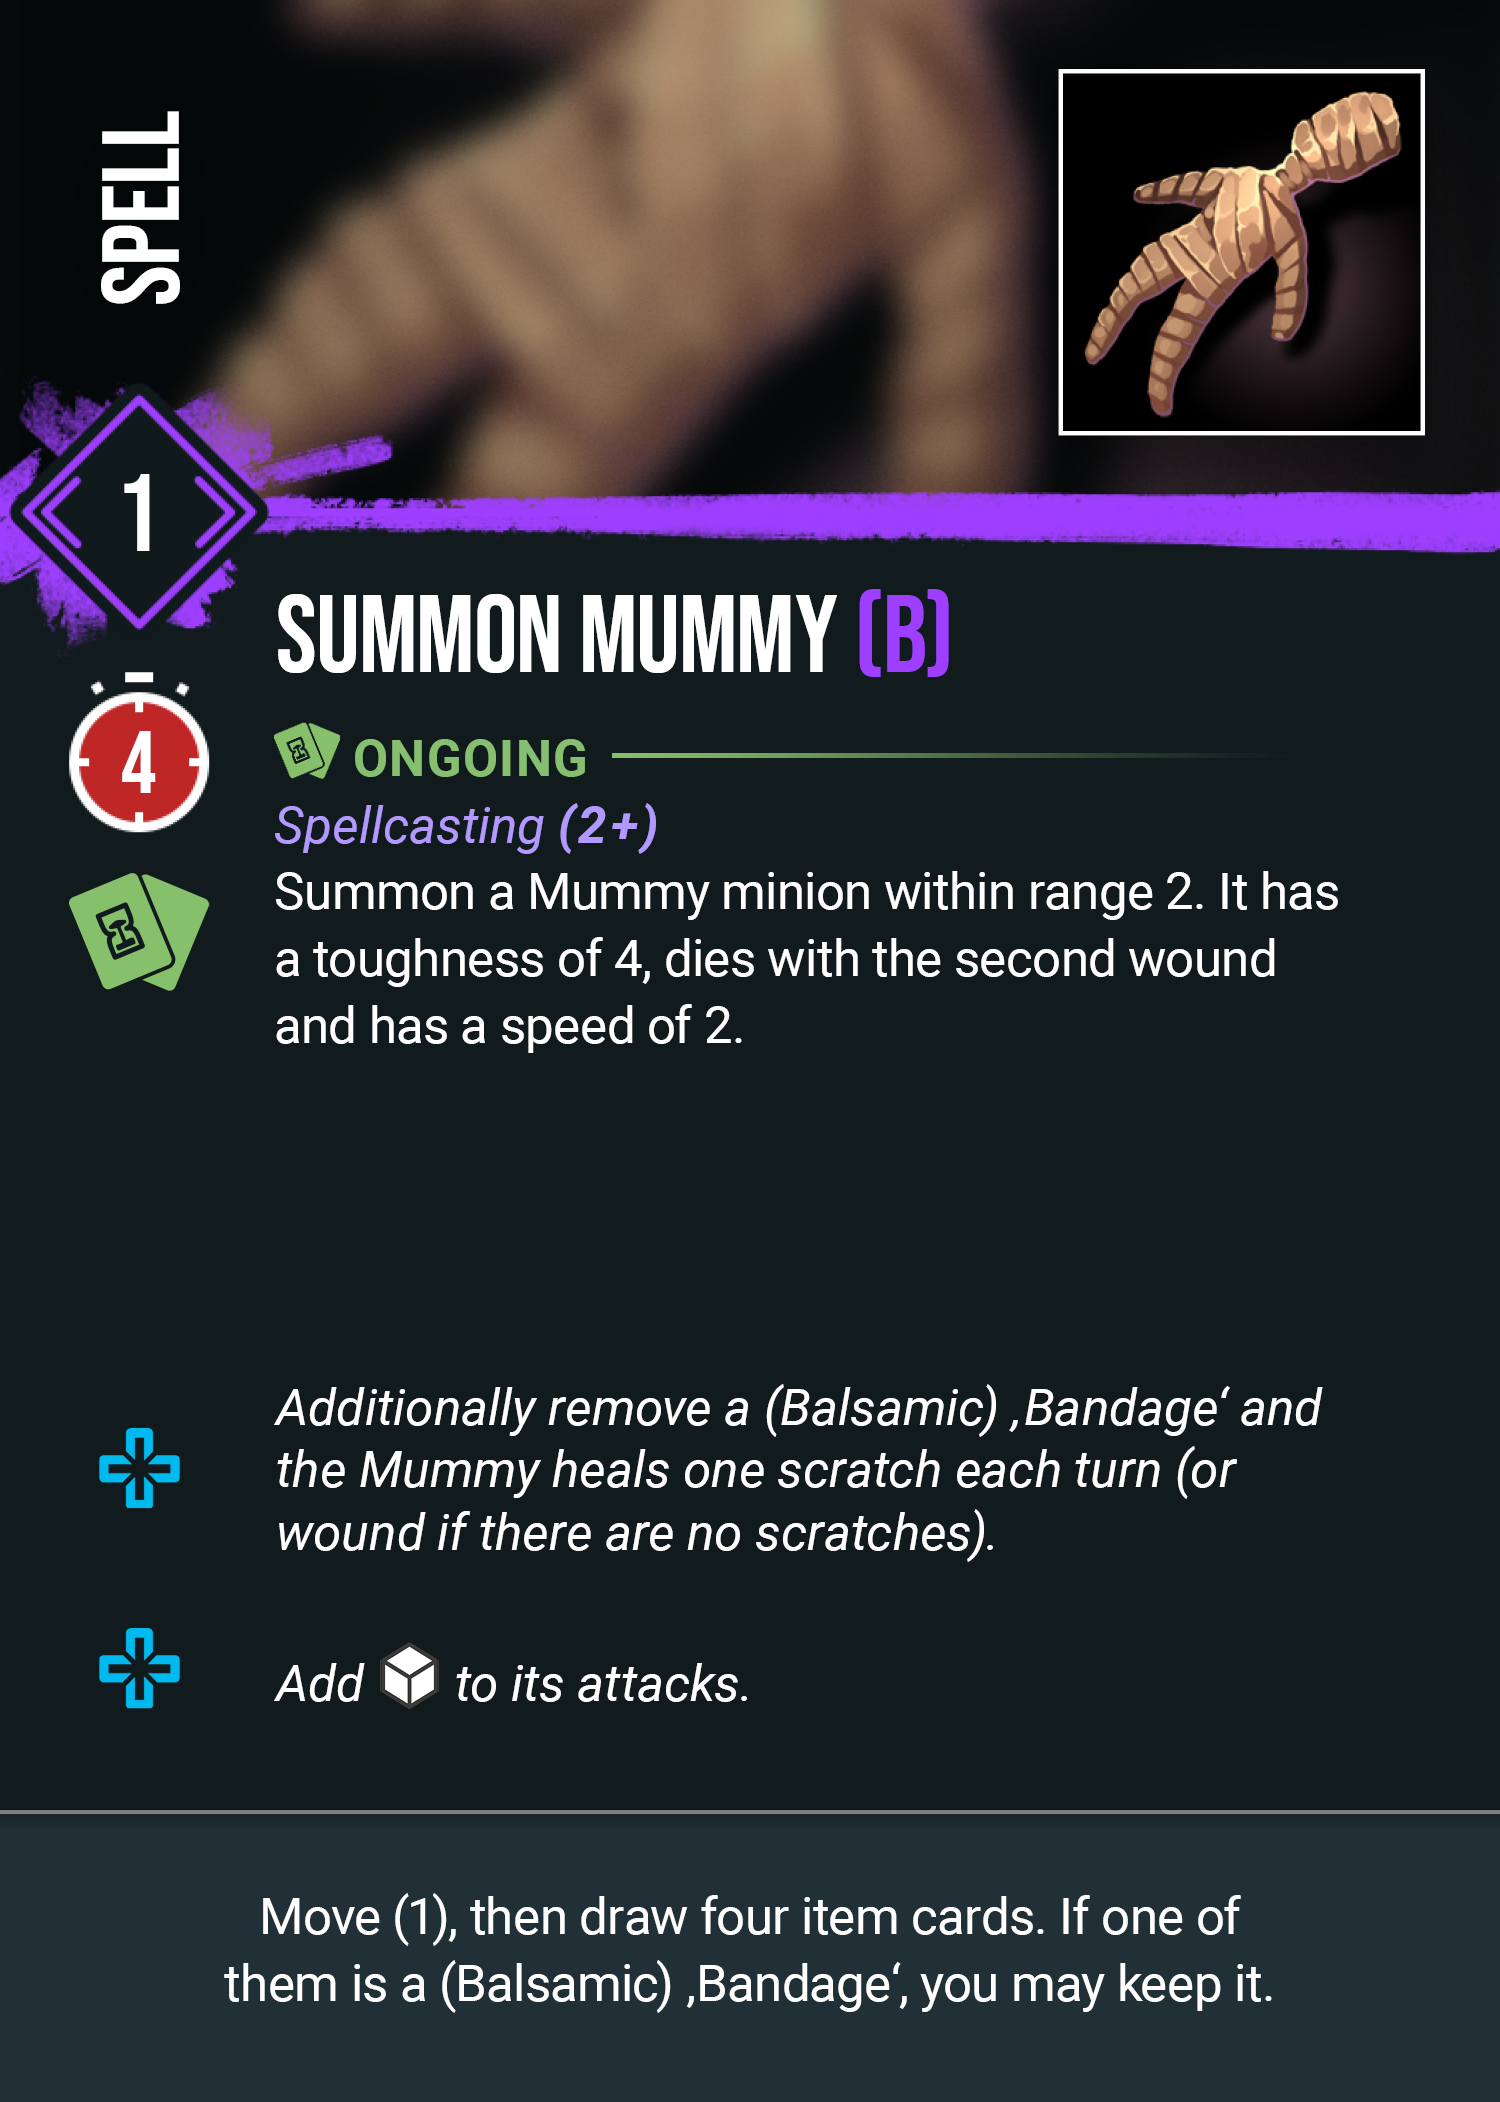 SPELL
1
SUMMON MUMMY (B)
4
ONGOING
Spellcasting (2+)
Summon a Mummy minion within range 2. It has
a toughness of 4, dies with the second wound
and has a speed of 2.
Additionally remove a (Balsamic) ‚Bandage‘ and
the Mummy heals one scratch each turn (or
wound if there are no scratches).
Add to its attacks.
Move (1), then draw four item cards. If one of
them is a (Balsamic) ‚Bandage‘, you may keep it.